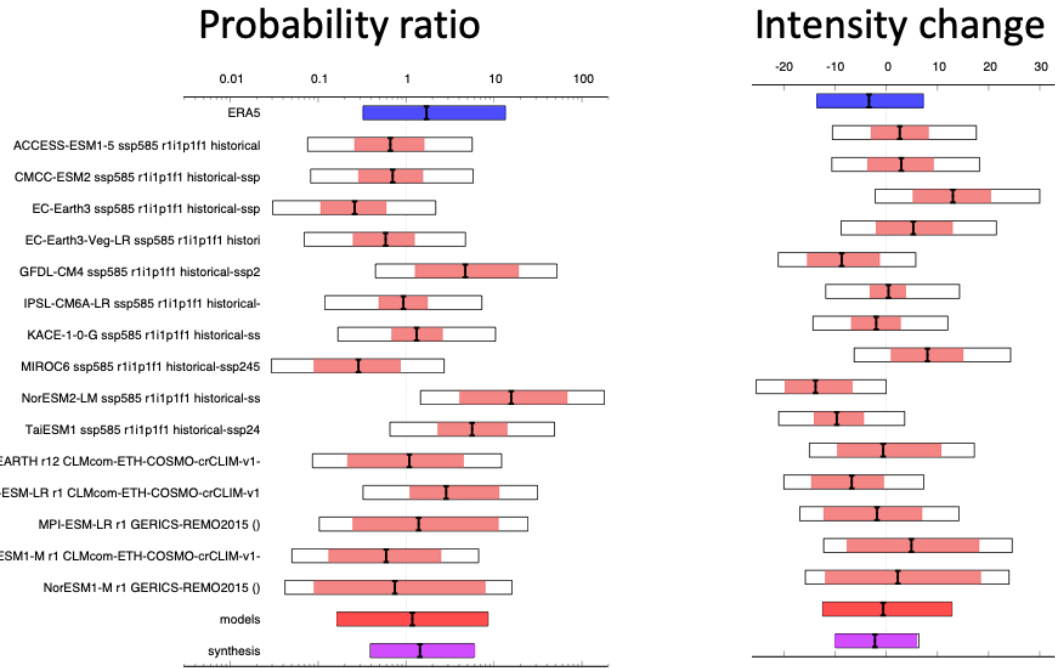 Probability ratio Intensity change
0.01 0.1 1 10 100 -20 -10 0 10 20 30
ERA5
ACCESS-ESM1-5 ssp585 r1i1p1f1 historical
CMCC-ESM2 ssp585 r1i1p1f1 historical-ssp
EC-Earth3 ssp585 r1i1p1f1 historical-ssp
EC-Earth3-Veg-LR ssp585 r1i1p1f1 histori
GFDL-CM4 ssp585 r1i1p1f1 historical-ssp2
IPSL-CM6A-LR ssp585 r1i1p1f1 historical-
KACE-1-0-G ssp585 r1i1p1f1 historical-ss
MIROC6 ssp585 r1i1p1f1 historical-ssp245
NorESM2-LM ssp585 r1i1p1f1 historical-ss
TaiESM1 ssp585 r1i1p1f1 historical-ssp24
EARTH r12 CLMcom-ETH-COSMO-crCLIM-v1-
-ESM-LR r1 CLMcom-ETH-COSMO-crCLIM-v1
MPI-ESM-LR r1 GERICS-REMO2015 ()
ESM1-M r1 CLMcom-ETH-COSMO-crCLIM-v1-
NorESM1-M r1 GERICS-REMO2015 ()
models
synthesis